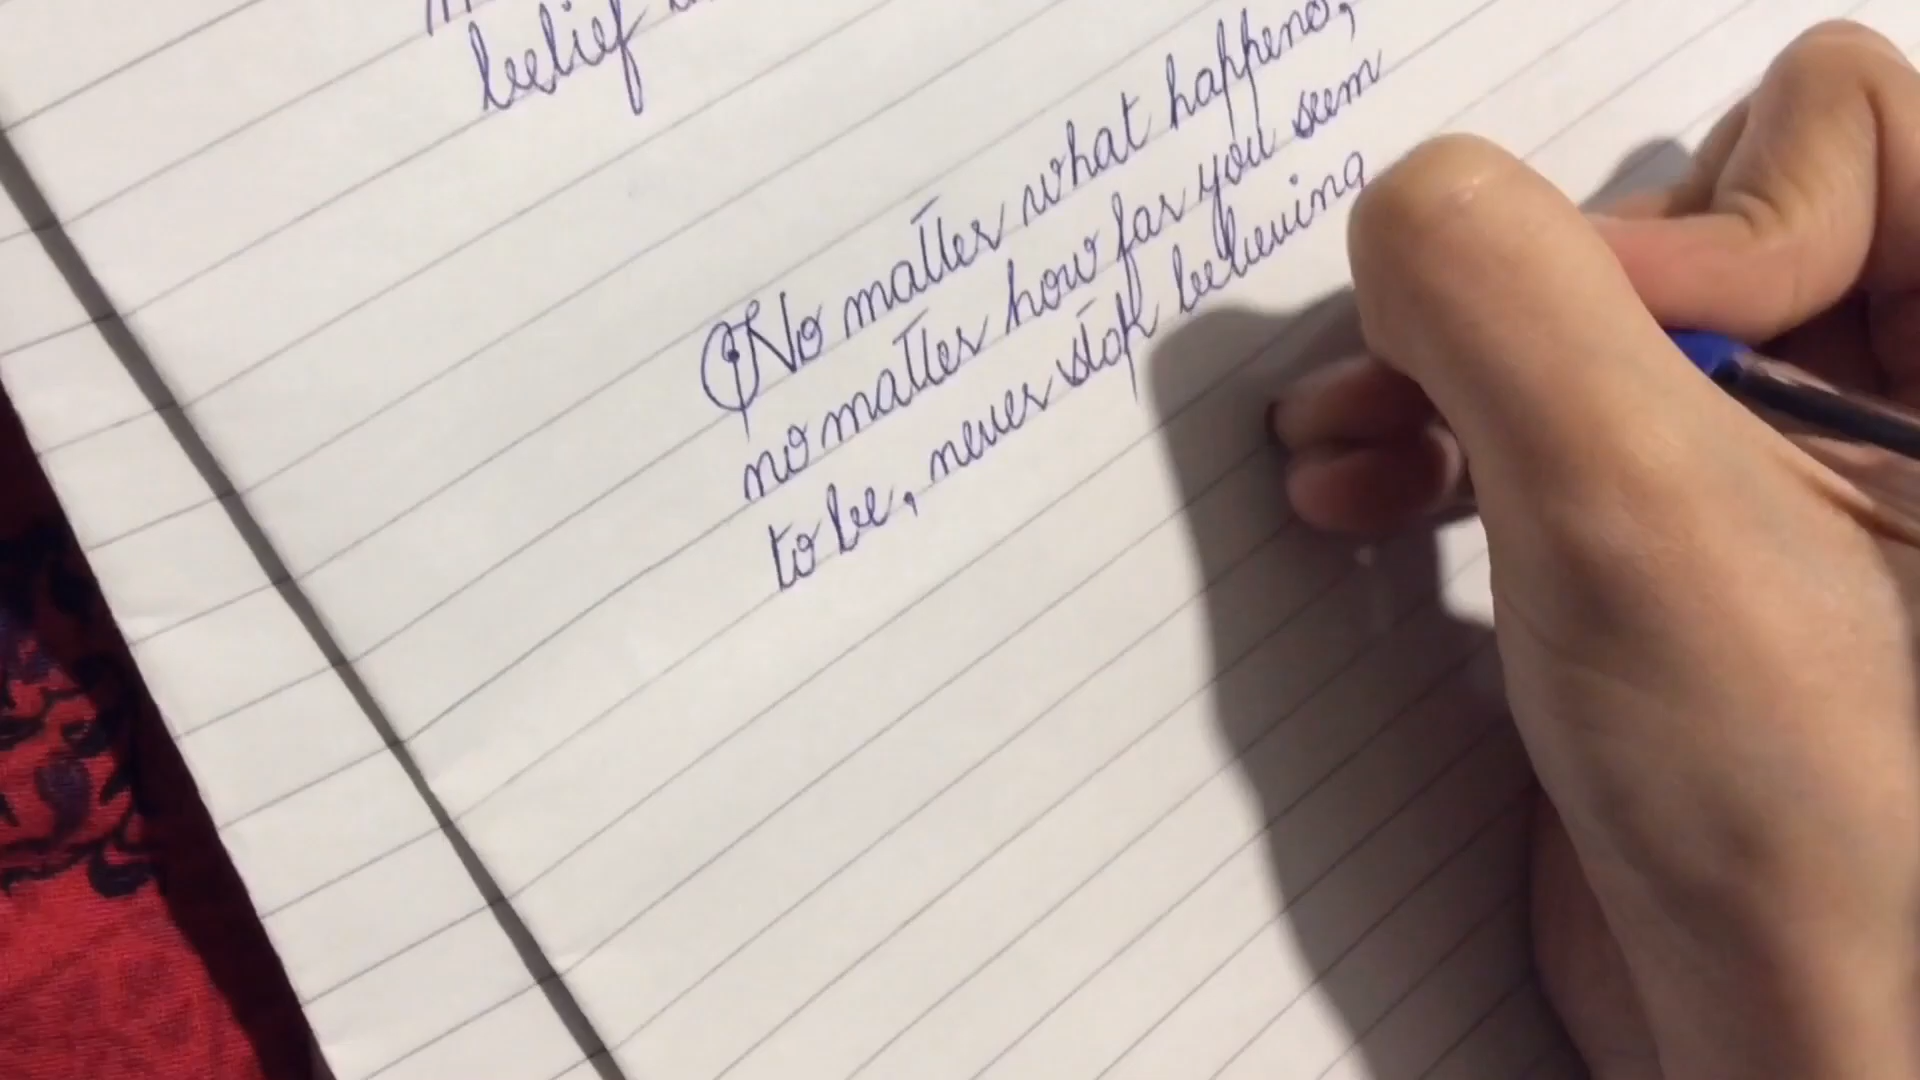 belief
No matter what happens,
no matter how far you seem
to be, never stop believing